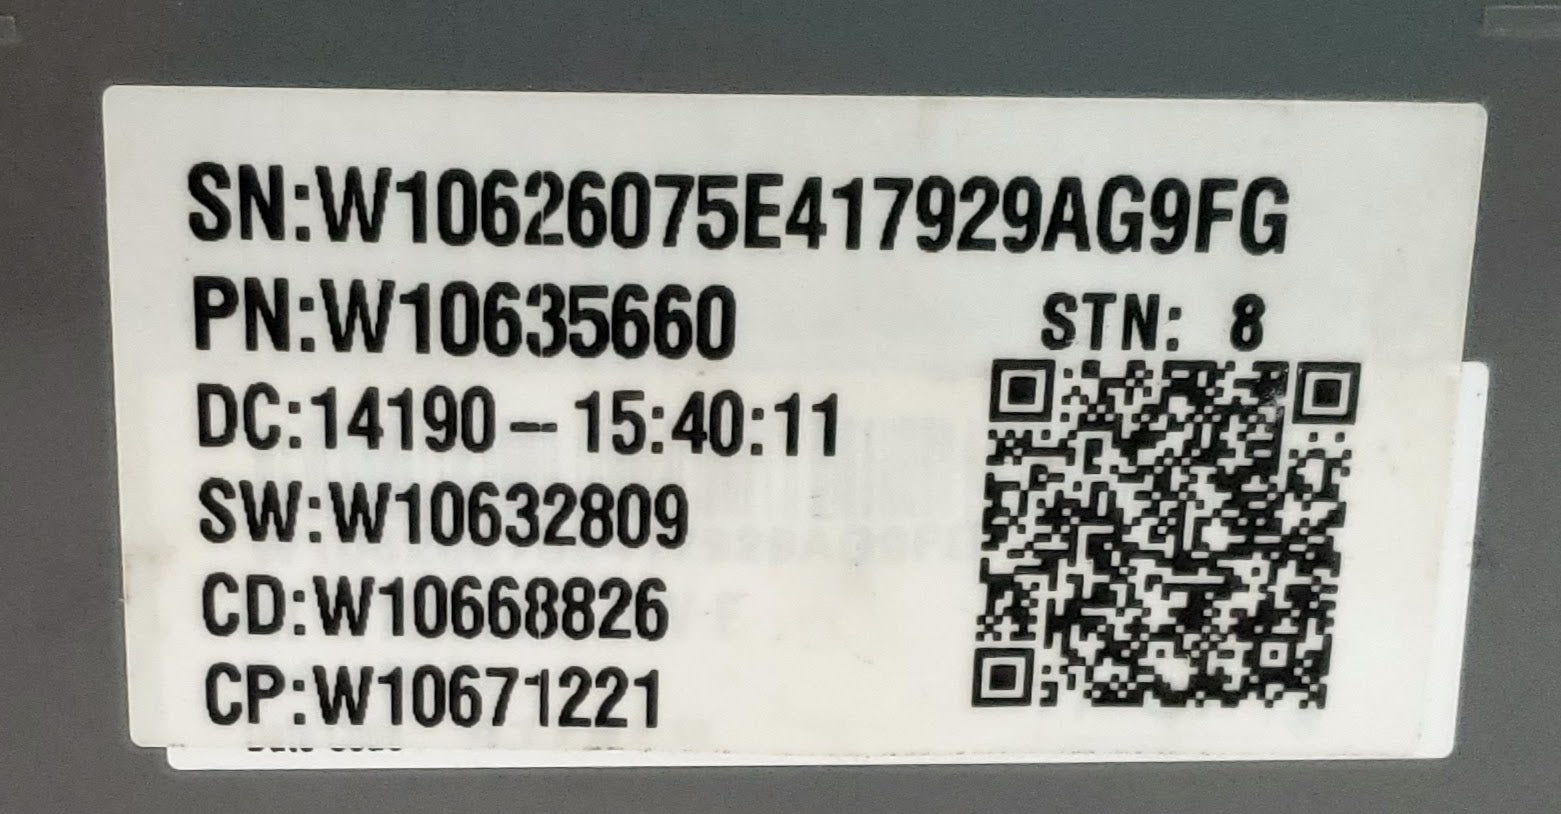 SN:W10626075E417929AG9FG
PN:W10635660
STN: 8
DC:14190-15:40:11
SW:W10632809
CD:W10668826
CP:W10671221